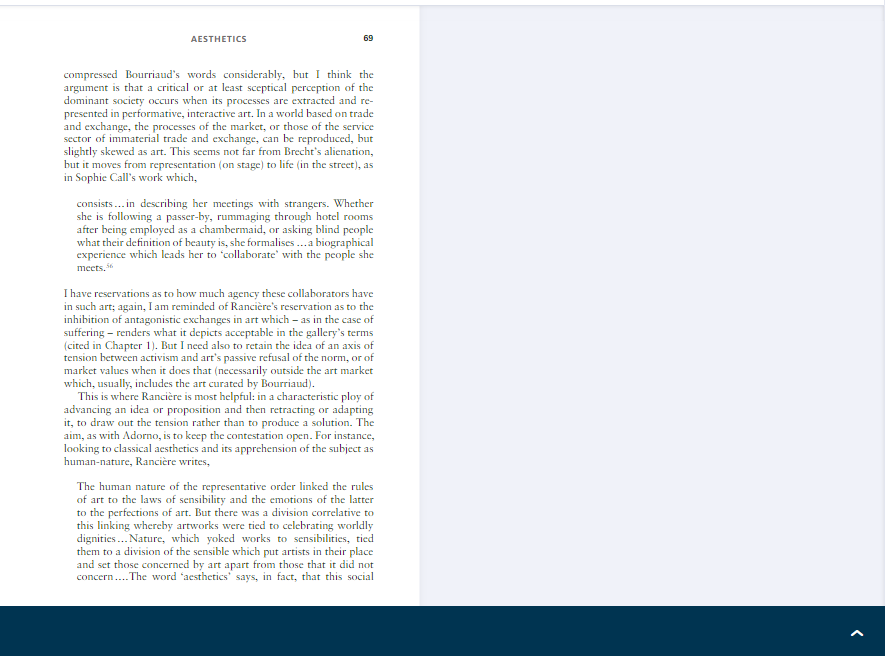 AESTHETICS 69
compressed Bourriaud's words considerably, but I think the
argument is that a critical or at least sceptical perception of the
dominant society occurs when its processes are extracted and re-
presented in performative, interactive art. In a world based on trade
and exchange, the processes of the market, or those of the service
sector of immaterial trade and exchange, can be reproduced, but
slightly skewed as art. This seems not far from Brecht's alienation,
but it moves from representation (on stage) to life (in the street), as
in Sophie Call's work which,
consists…in describing her meetings with strangers. Whether
she is following a passer-by, rummaging through hotel rooms
after being employed as a chambermaid, or asking blind people
what their definition of beauty is, she formalises …a biographical
experience which leads her to 'collaborate' with the people she
meets.56
I have reservations as to how much agency these collaborators have
in such art; again, I am reminded of Rancière's reservation as to the
inhibition of antagonistic exchanges in art which – as in the case of
suffering – renders what it depicts acceptable in the gallery's terms
(cited in Chapter 1). But I need also to retain the idea of an axis of
tension between activism and art's passive refusal of the norm, or of
market values when it does that (necessarily outside the art market
which, usually, includes the art curated by Bourriaud).
This is where Rancière is most helpful: in a characteristic ploy of
advancing an idea or proposition and then retracting or adapting
it, to draw out the tension rather than to produce a solution. The
aim, as with Adorno, is to keep the contestation open. For instance,
looking to classical aesthetics and its apprehension of the subject as
human-nature, Rancière writes,
The human nature of the representative order linked the rules
of art to the laws of sensibility and the emotions of the latter
to the perfections of art. But there was a division correlative to
this linking whereby artworks were tied to celebrating worldly
dignities…Nature, which yoked works to sensibilities, tied
them to a division of the sensible which put artists in their place
and set those concerned by art apart from those that it did not
concern….The word 'aesthetics' says, in fact, that this social